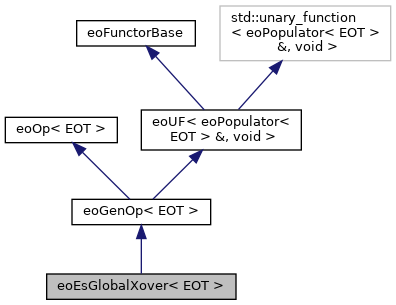 eoFunctorBase
std::unary_function
< eoPopulator< EOT >
&, void >
eoOp< EOT >
eoUF< eoPopulator<
EOT > &, void >
eoGenOp< EOT >
eoEsGlobalXover< EOT >